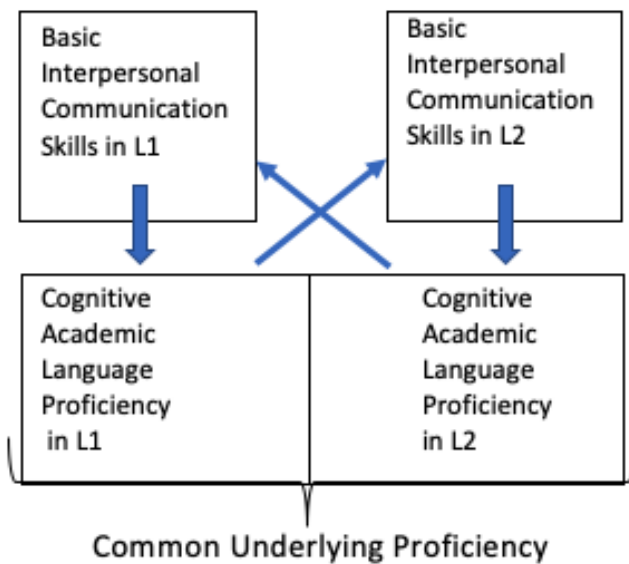 Basic
Interpersonal
Communication
Skills in L1
Basic
Interpersonal
Communication
Skills in L2
Cognitive
Academic
Language
Proficiency
in L1
Cognitive
Academic
Language
Proficiency
in L2
Common Underlying Proficiency